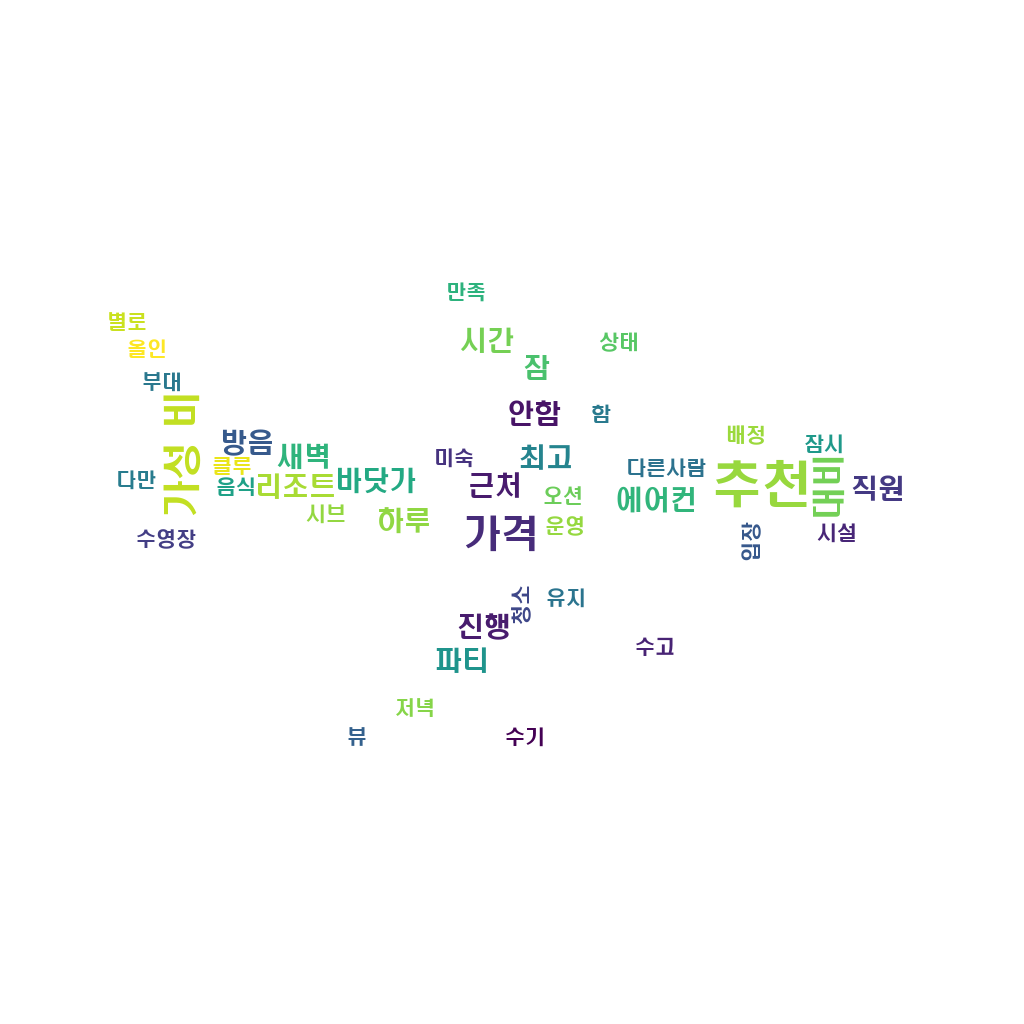 만족
별로
시간
상태
올인
잠
부대
안함
함
가성 비
방음
배정
잠시
새벽
미숙
최고
클루
다른사람
다만
음식
리조트
바닷가
근처
추천
대비
직원
시브
오션
에어컨
하루
운영
가격
시설
수영장
입장
청소
유지
진행
수고
파티
저녁
뷰
수기